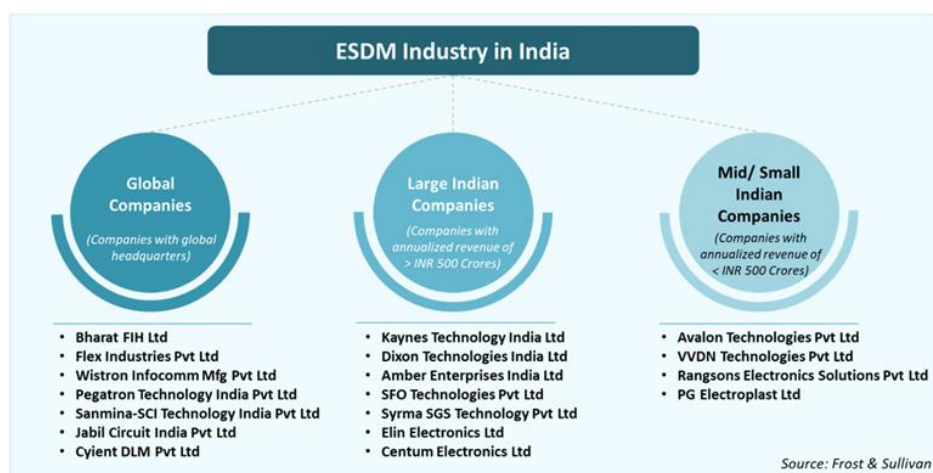 ESDM Industry in India
Global
Companies
(Companies with global
headquarters)
Large Indian
Companies
(Companies with
annualized revenue of
> INR 500 Crores)
Mid/ Small
Indian
Companies
(Companies with
annualized revenue of
< INR 500 Crores)
• Bharat FIH Ltd
• Flex Industries Pvt Ltd
• Wistron Infocomm Mfg Pvt Ltd
• Pegatron Technology India Pvt Ltd
• Sanmina-SCI Technology India Pvt Ltd
• Jabil Circuit India Pvt Ltd
• Cyient DLM Pvt Ltd
• Kaynes Technology India Ltd
• Dixon Technologies India Ltd
• Amber Enterprises India Ltd
• SFO Technologies Pvt Ltd
• Syrma SGS Technology Pvt Ltd
• Elin Electronics Ltd
• Centum Electronics Ltd
• Avalon Technologies Pvt Ltd
• VVDN Technologies Pvt Ltd
• Rangsons Electronics Solutions Pvt Ltd
• PG Electroplast Ltd
Source: Frost & Sullivan